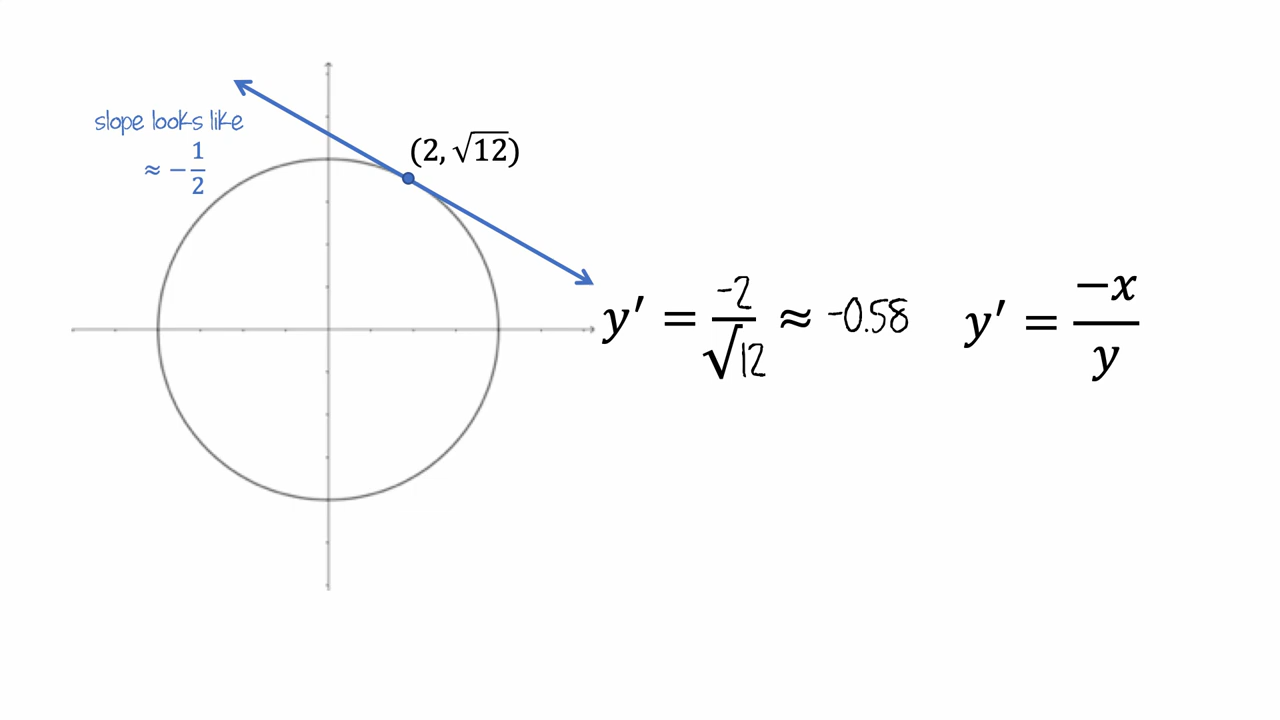 slope looks like
≈ −1/2
(2, √12)
y′ = -2/√12 ≈ -0.58
y′ = −x/y